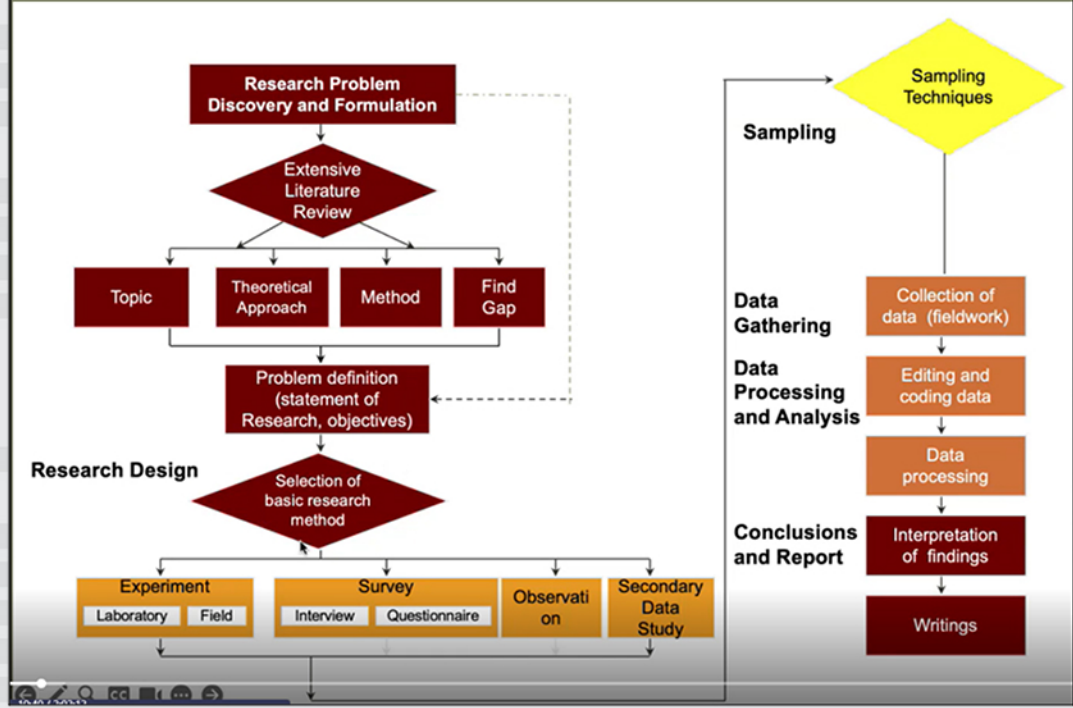 Research Problem
Discovery and Formulation
Extensive
Literature
Review
Topic
Theoretical
Approach
Method
Find
Gap
Problem definition
(statement of
Research, objectives)
Research Design
Selection of
basic research
method
Experiment
Laboratory
Field
Survey
Interview
Questionnaire
Observati
on
Secondary
Data
Study
Sampling
Techniques
Sampling
Data
Gathering
Collection of
data (fieldwork)
Data
Processing
and Analysis
Editing and
coding data
Data
processing
Conclusions
and Report
Interpretation
of findings
Writings
CC